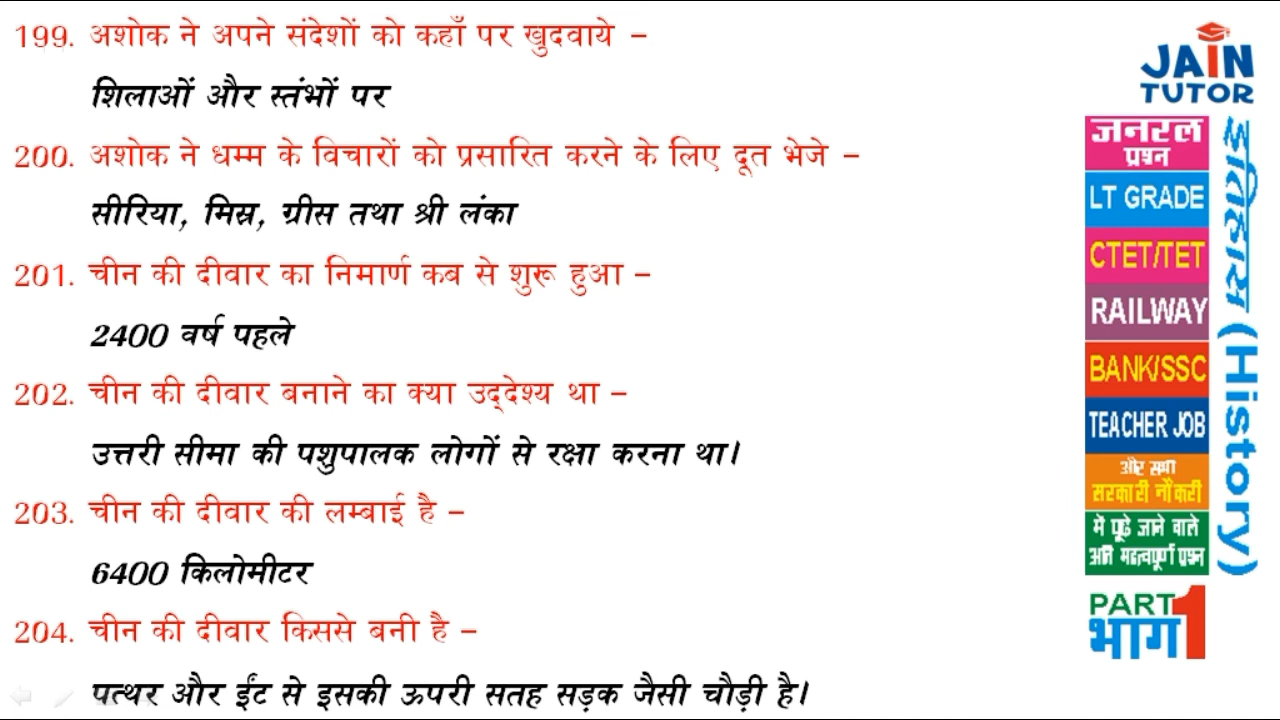 199. अशोक ने अपने संदेशों को कहाँ पर खुदवाये –
शिलाओं और स्तंभों पर
200. अशोक ने धम्म के विचारों को प्रसारित करने के लिए दूत भेजे –
सीरिया, मिस्र, ग्रीस तथा श्री लंका
201. चीन की दीवार का निमार्ण कब से शुरू हुआ –
2400 वर्ष पहले
202. चीन की दीवार बनाने का क्या उद्देश्य था –
उत्तरी सीमा की पशुपालक लोगों से रक्षा करना था।
203. चीन की दीवार की लम्बाई है –
6400 किलोमीटर
204. चीन की दीवार किससे बनी है –
पत्थर और ईंट से इसकी ऊपरी सतह सड़क जैसी चौड़ी है।
JAIN
TUTOR
जनरल
प्रश्न
LT GRADE
CTET/TET
RAILWAY
BANK/SSC
TEACHER JOB
और सभी
सरकारी नौकरी
में पूछे जाने वाले
अति महत्वपूर्ण प्रश्न
इतिहास (History)
PART 1
भाग